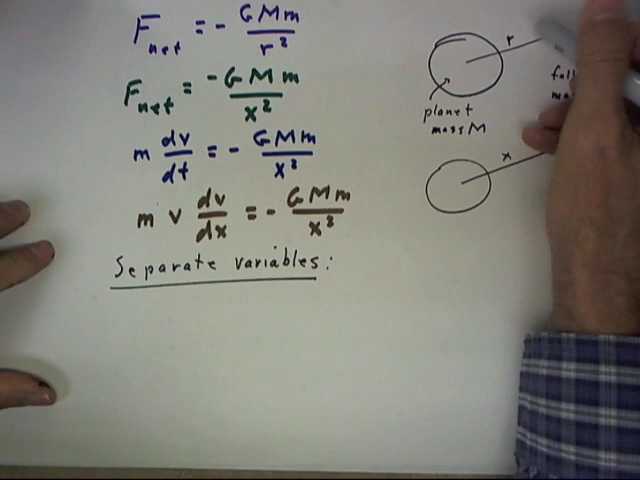 F_net = - GMm/r²
F_net = -GMm/x²
m dv/dt = - GMm/x²
m v dv/dx = - GMm/x²
Separate variables:
r
planet
mass M
x